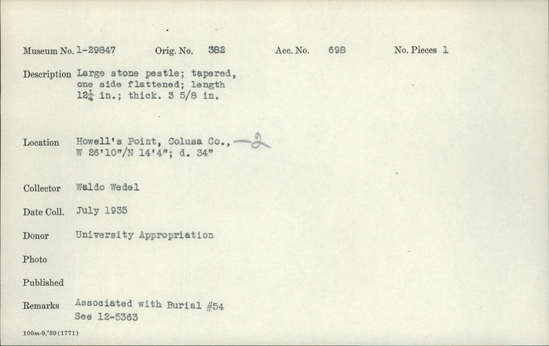 Museum No. 1-29847 Orig. No. 382 Acc. No. 698 No. Pieces 1
Description Large stone pestle; tapered,
one side flattened; length
12¼ in.; thick. 3 5/8 in.
Location Howell's Point, Colusa Co., —2
W 26'10"/N 14'4"; d. 34"
Collector Waldo Wedel
Date Coll. July 1935
Donor University Appropriation
Photo
Published
Remarks Associated with Burial #54
See 12-5363
100m-9,'39(1771)